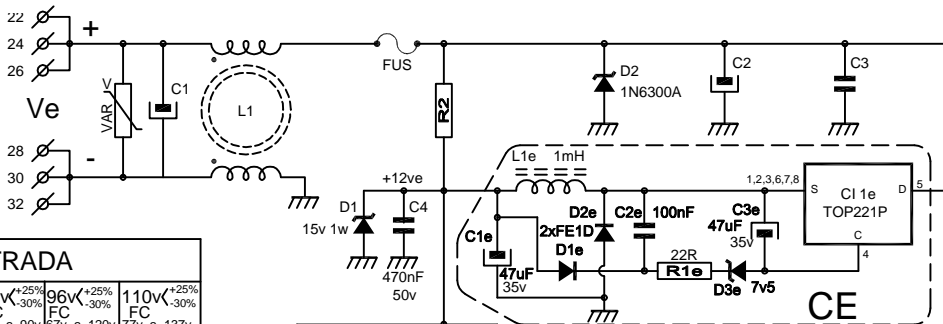 22
24
26
+
Ve
28
30
32
-
VAR
V
C1
L1
FUS
R2
D2
1N6300A
C2
C3
+12ve
D1
15v 1w
C4
470nF
50v
L1e 1mH
C1e
47uF
35v
D2e
2xFE1D
D1e
C2e 100nF
22R
R1e
C3e
47uF
35v
D3e 7v5
1,2,3,6,7,8
S CI 1e D 5
TOP221P
C
4
CE
TRADA
+25% 96v +25% 110v +25%
-30% -30% -30%
FC FC